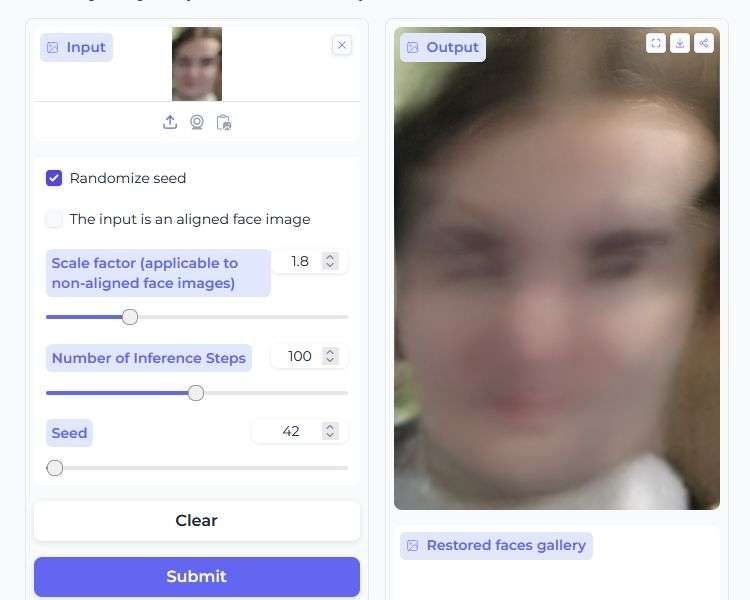 Input
Randomize seed
The input is an aligned face image
Scale factor (applicable to
non-aligned face images)
1.8
Number of Inference Steps
100
Seed
42
Clear
Submit
Output
Restored faces gallery